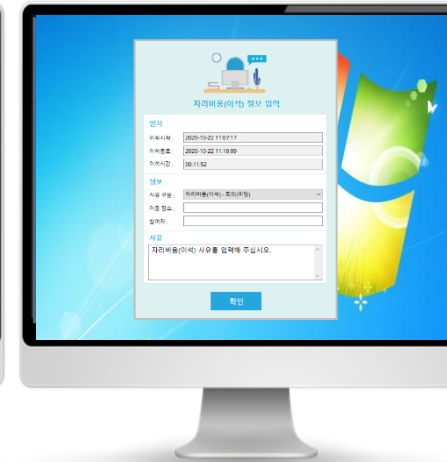 자리비움(이석) 정보 입력
일시
이석시작 : 2020-10-22 11:07:17
이석종료 : 2020-10-22 11:19:09
이석시간 : 00:11:52
정보
사유 구분 : 자리비움(이석) - 회의(미팅)
이동 장소 :
참여자 :
사유
자리비움(이석) 사유를 입력해 주십시오.
확인